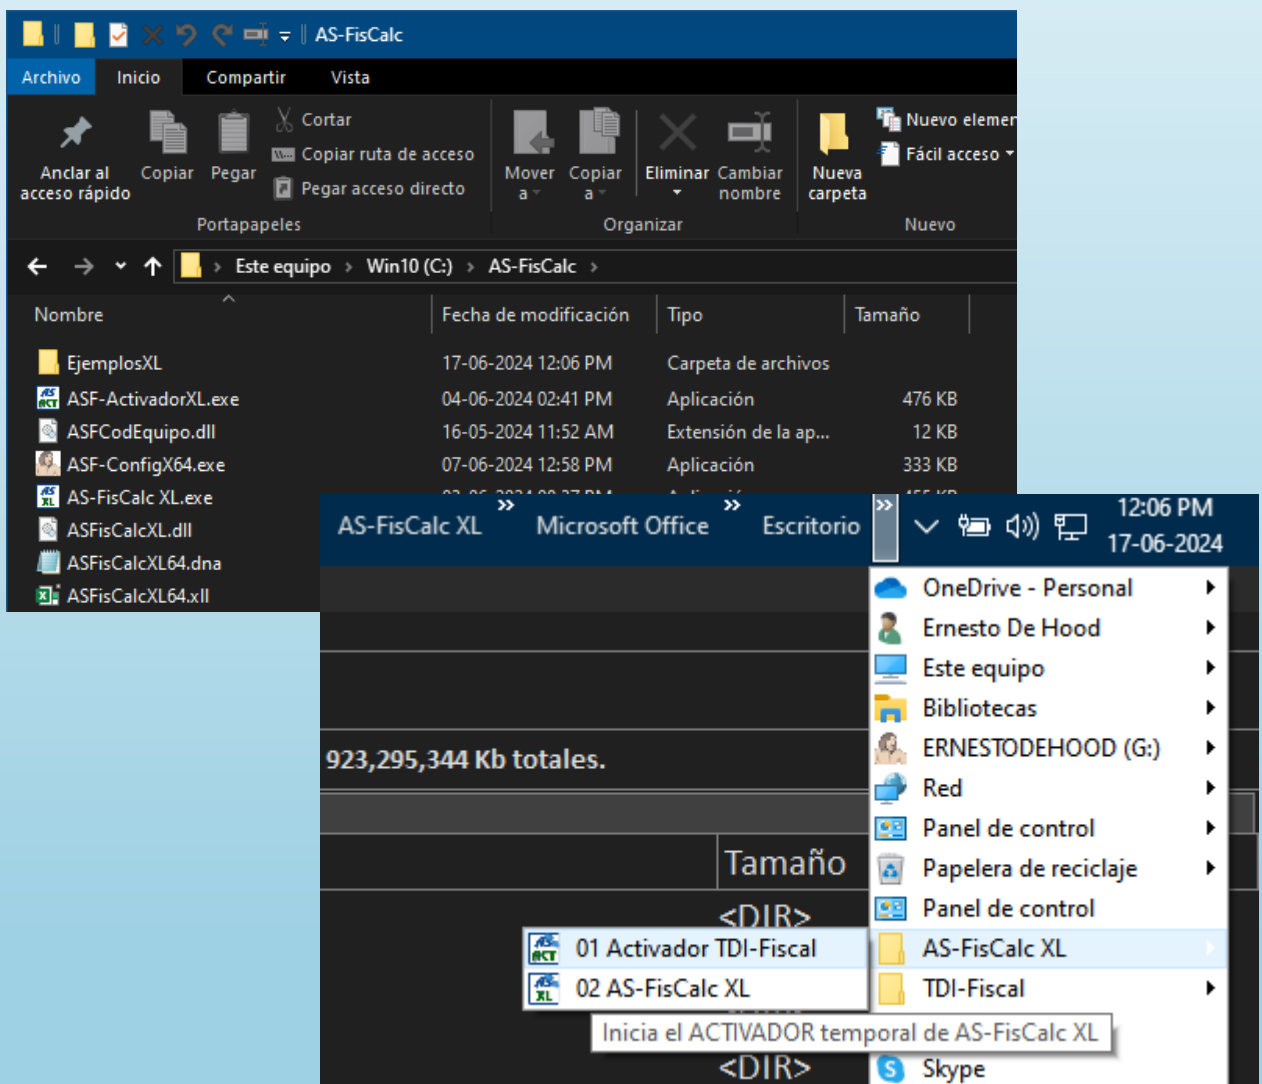 AS-FisCalc
Archivo Inicio Compartir Vista
Anclar al acceso rápido
Copiar
Pegar
Cortar
Copiar ruta de acceso
Pegar acceso directo
Portapapeles
Mover a
Copiar a
Eliminar
Cambiar nombre
Organizar
Nueva carpeta
Nuevo elemen
Fácil acceso
Nuevo
Este equipo > Win10 (C:) > AS-FisCalc >
Nombre Fecha de modificación Tipo Tamaño
EjemplosXL 17-06-2024 12:06 PM Carpeta de archivos
ASF-ActivadorXL.exe 04-06-2024 02:41 PM Aplicación 476 KB
ASFCodEquipo.dll 16-05-2024 11:52 AM Extensión de la ap... 12 KB
ASF-ConfigX64.exe 07-06-2024 12:58 PM Aplicación 333 KB
AS-FisCalc XL.exe
ASFisCalcXL.dll
ASFisCalcXL64.dna
ASFisCalcXL64.xll
AS-FisCalc XL » Microsoft Office » Escritorio »
12:06 PM
17-06-2024
OneDrive - Personal
Ernesto De Hood
Este equipo
Bibliotecas
ERNESTODEHOOD (G:)
Red
Panel de control
Papelera de reciclaje
Panel de control
AS-FisCalc XL
TDI-Fiscal
Skype
923,295,344 Kb totales.
Tamaño
<DIR>
01 Activador TDI-Fiscal
02 AS-FisCalc XL
Inicia el ACTIVADOR temporal de AS-FisCalc XL
<DIR>